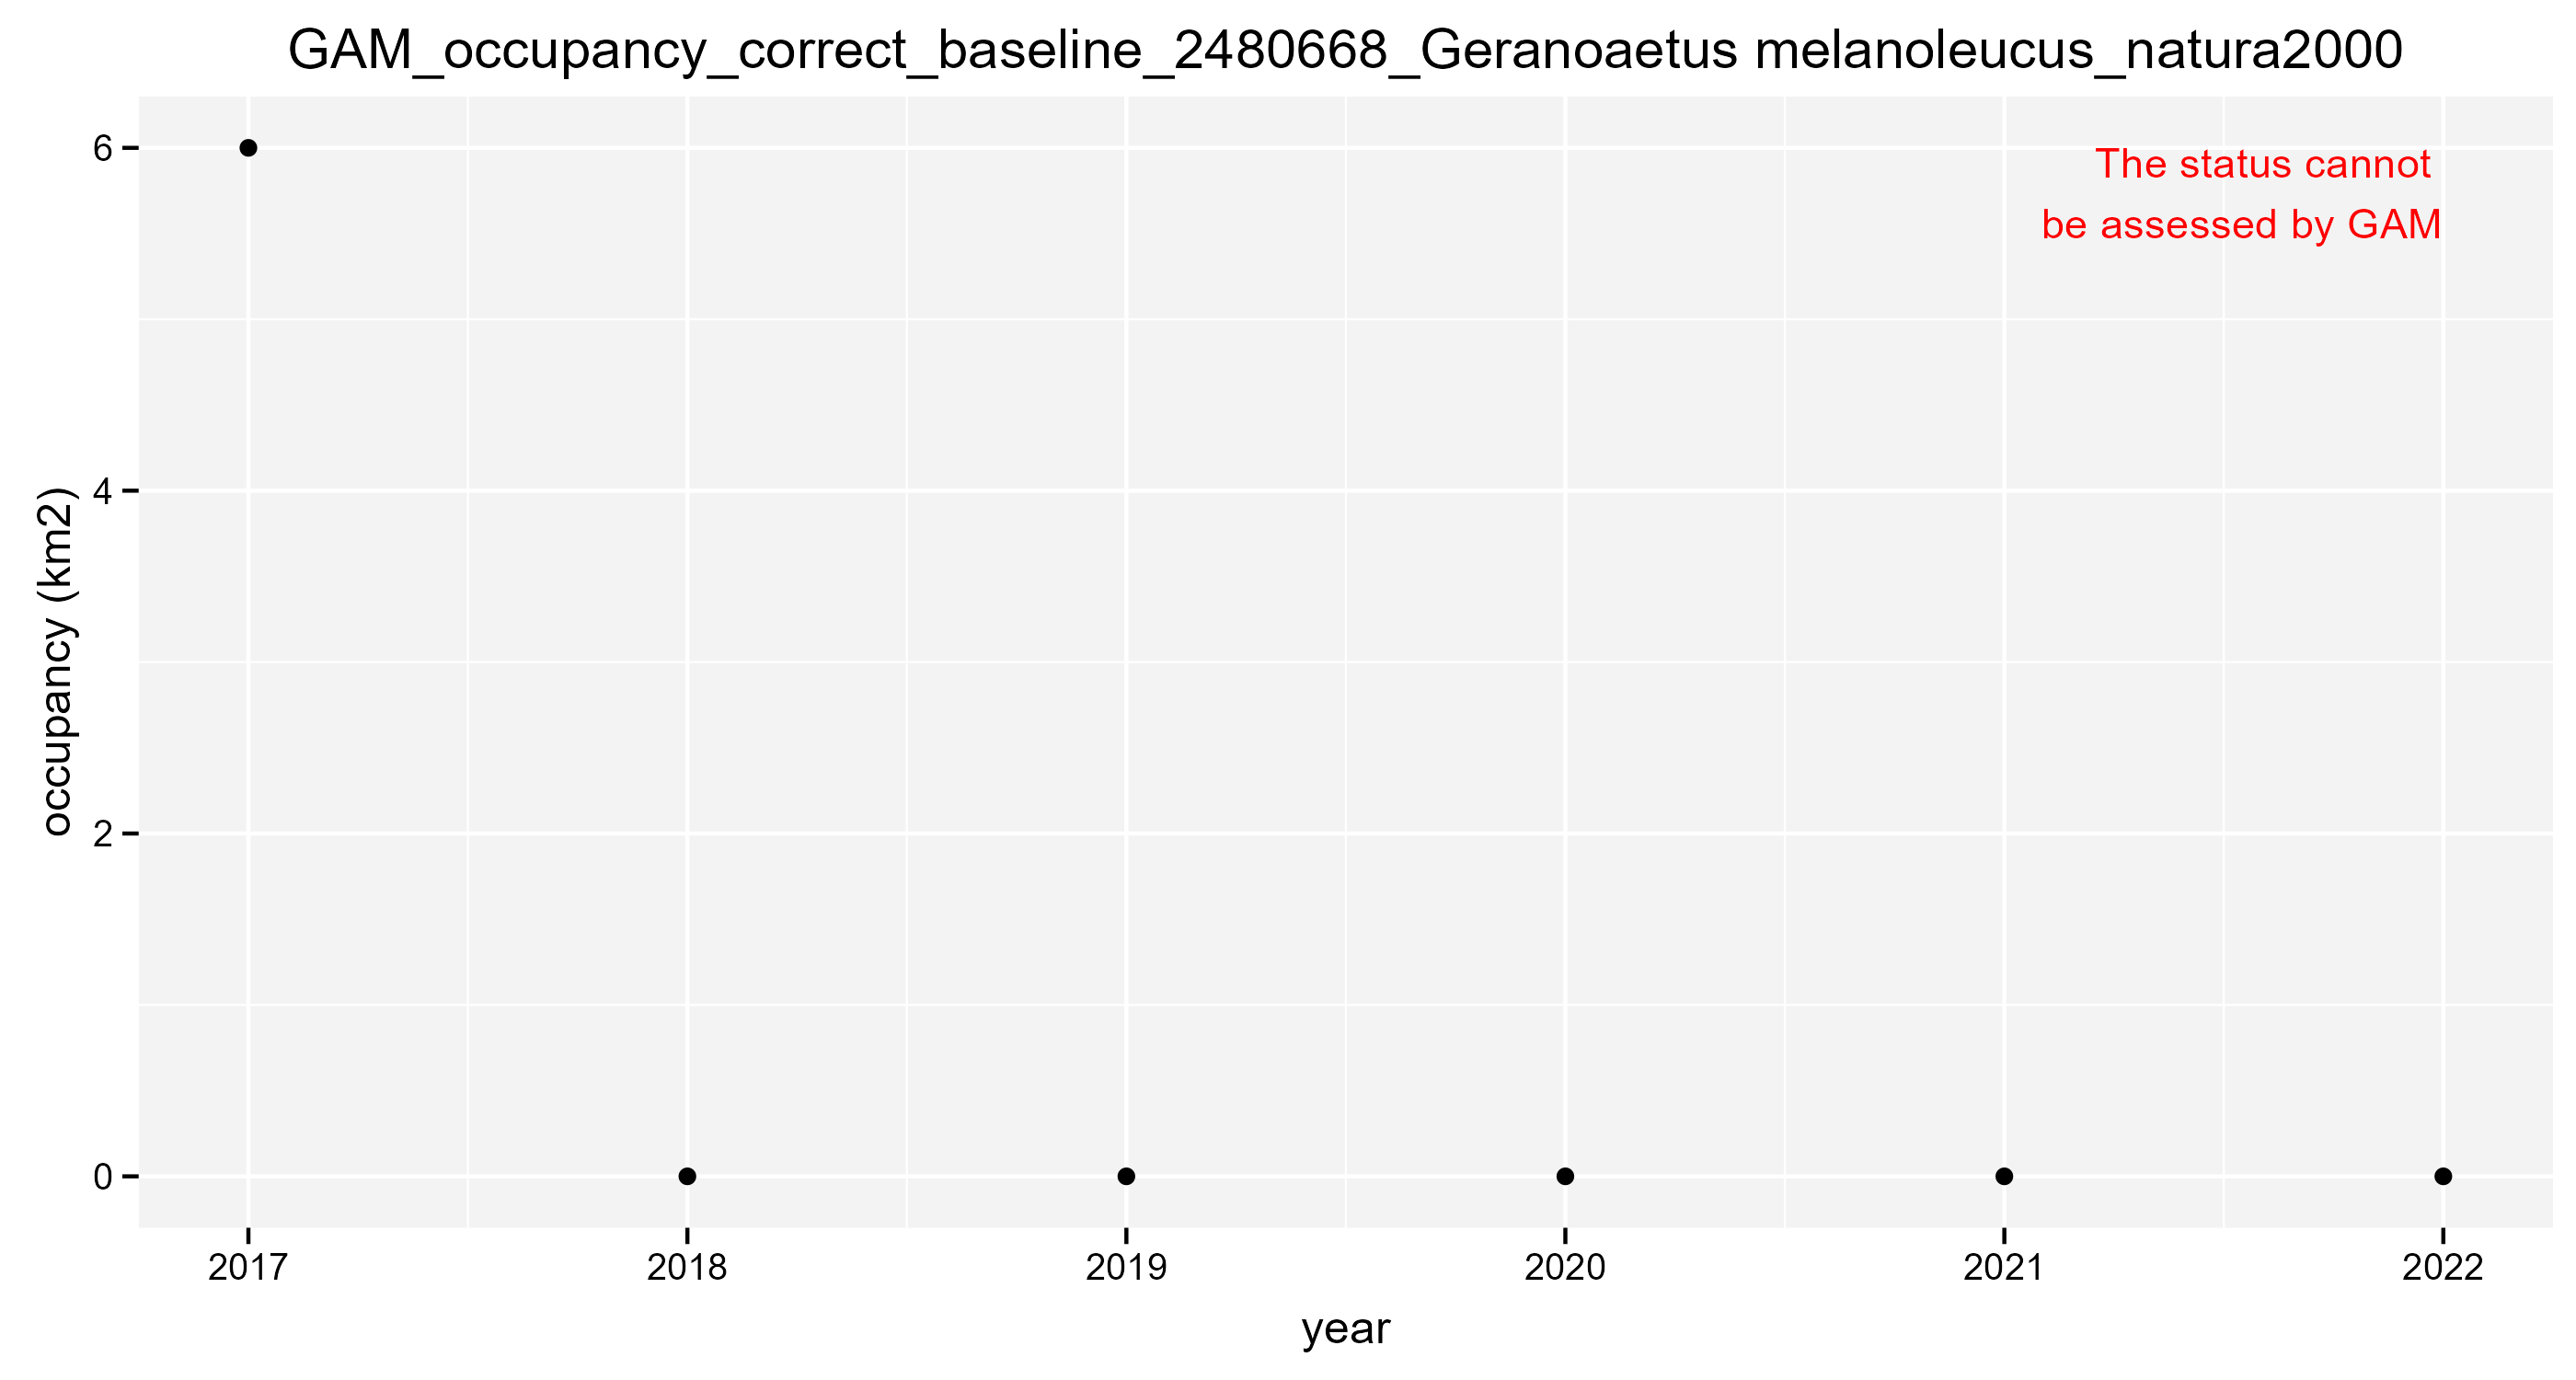 GAM_occupancy_correct_baseline_2480668_Geranoaetus melanoleucus_natura2000
The status cannot
be assessed by GAM
occupancy (km2)
6
4
2
0
2017 2018 2019 2020 2021 2022
year